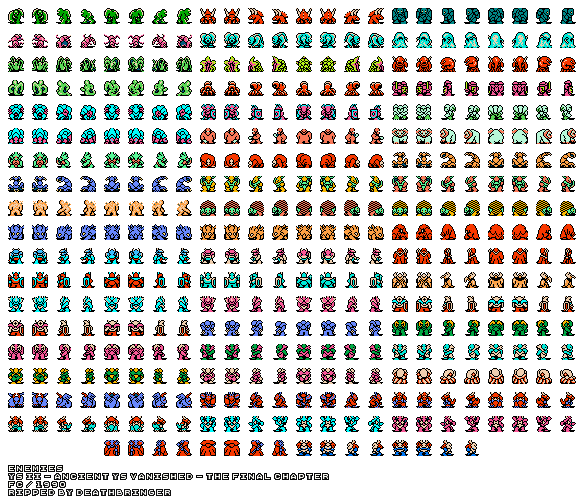 ENEMIES
YS II - ANCIENT YS VANISHED - THE FINAL CHAPTER
FC / 1990
RIPPED BY DEATHBRINGER